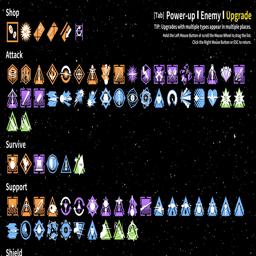 Shop
[Tab] Power-up | Enemy | Upgrade
TIP: Upgrades with multiple types appear in multiple places.
Hold the Left Mouse Button or scroll the Mouse Wheel to drag the list.
Click the Right Mouse Button or ESC to return.
Attack
Survive
Support
Shield